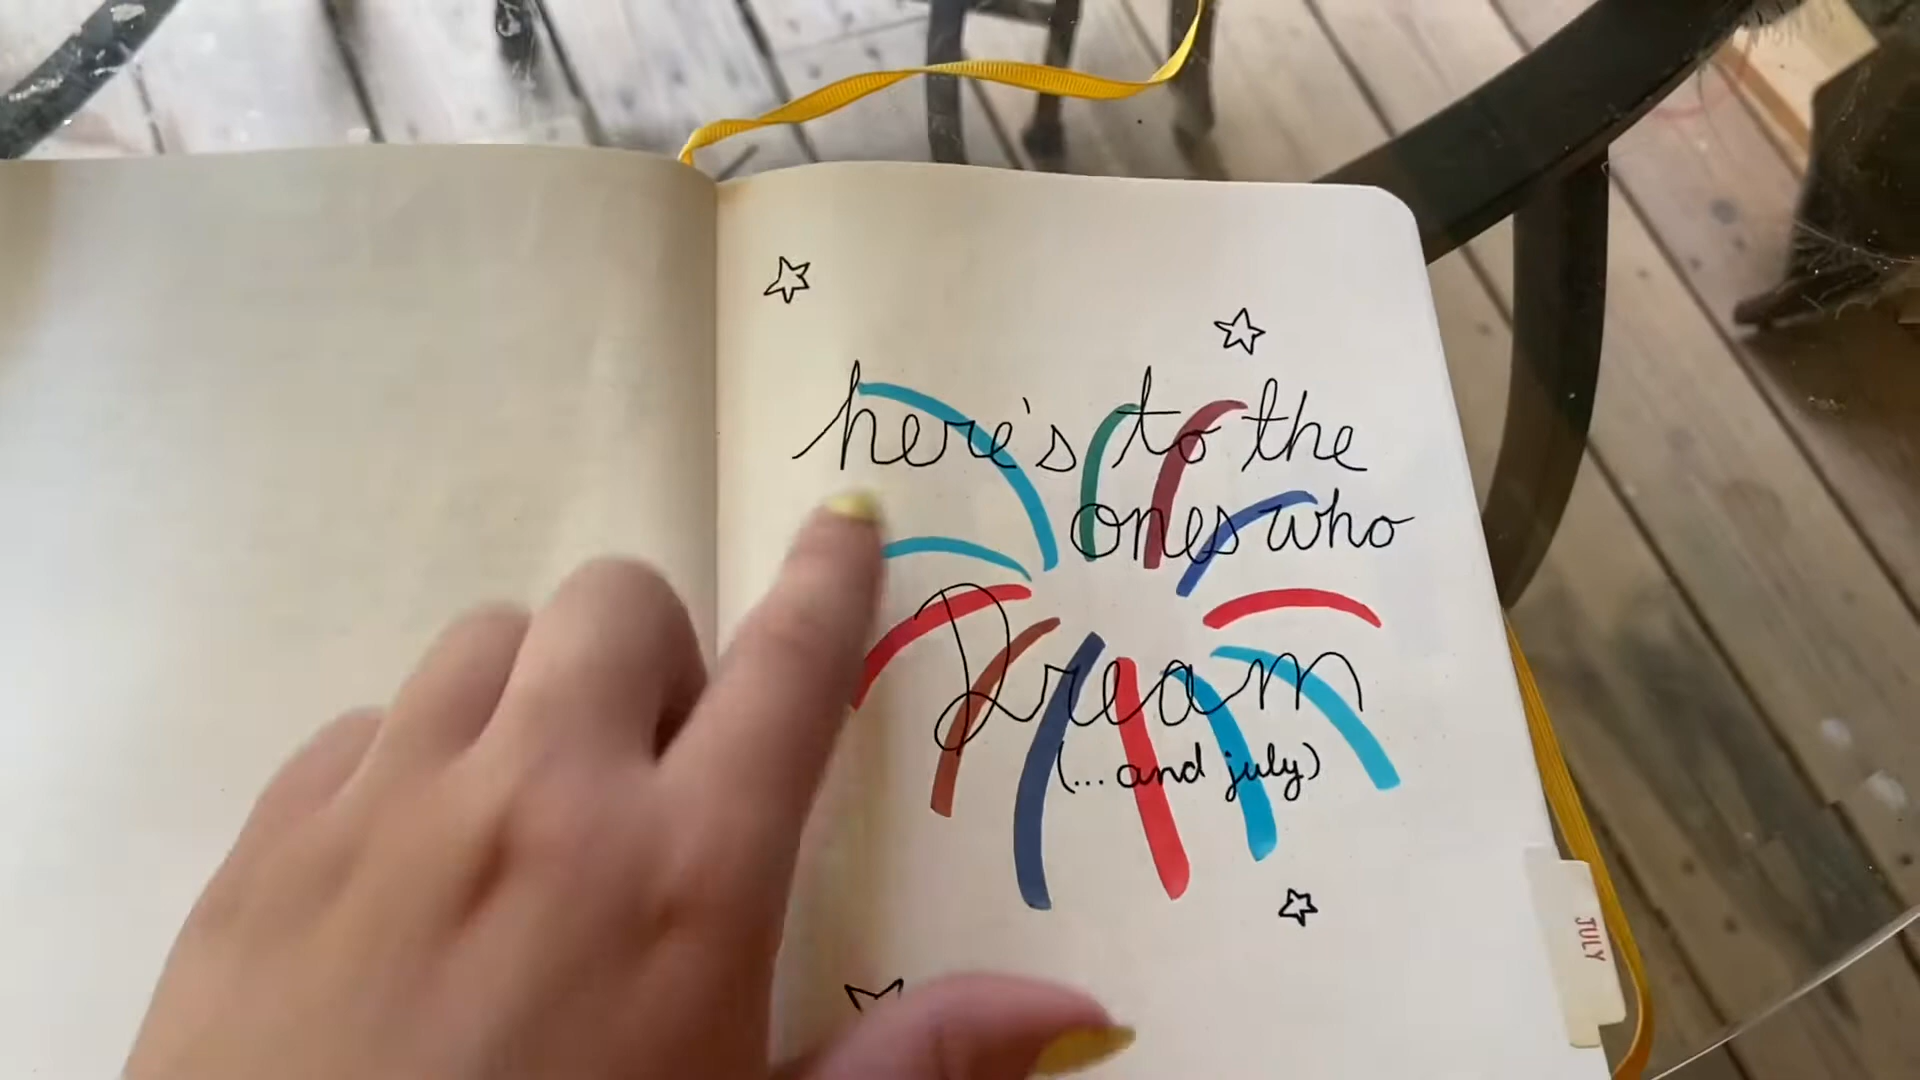 here's to the
ones who
Dream
(... and july)
JULY